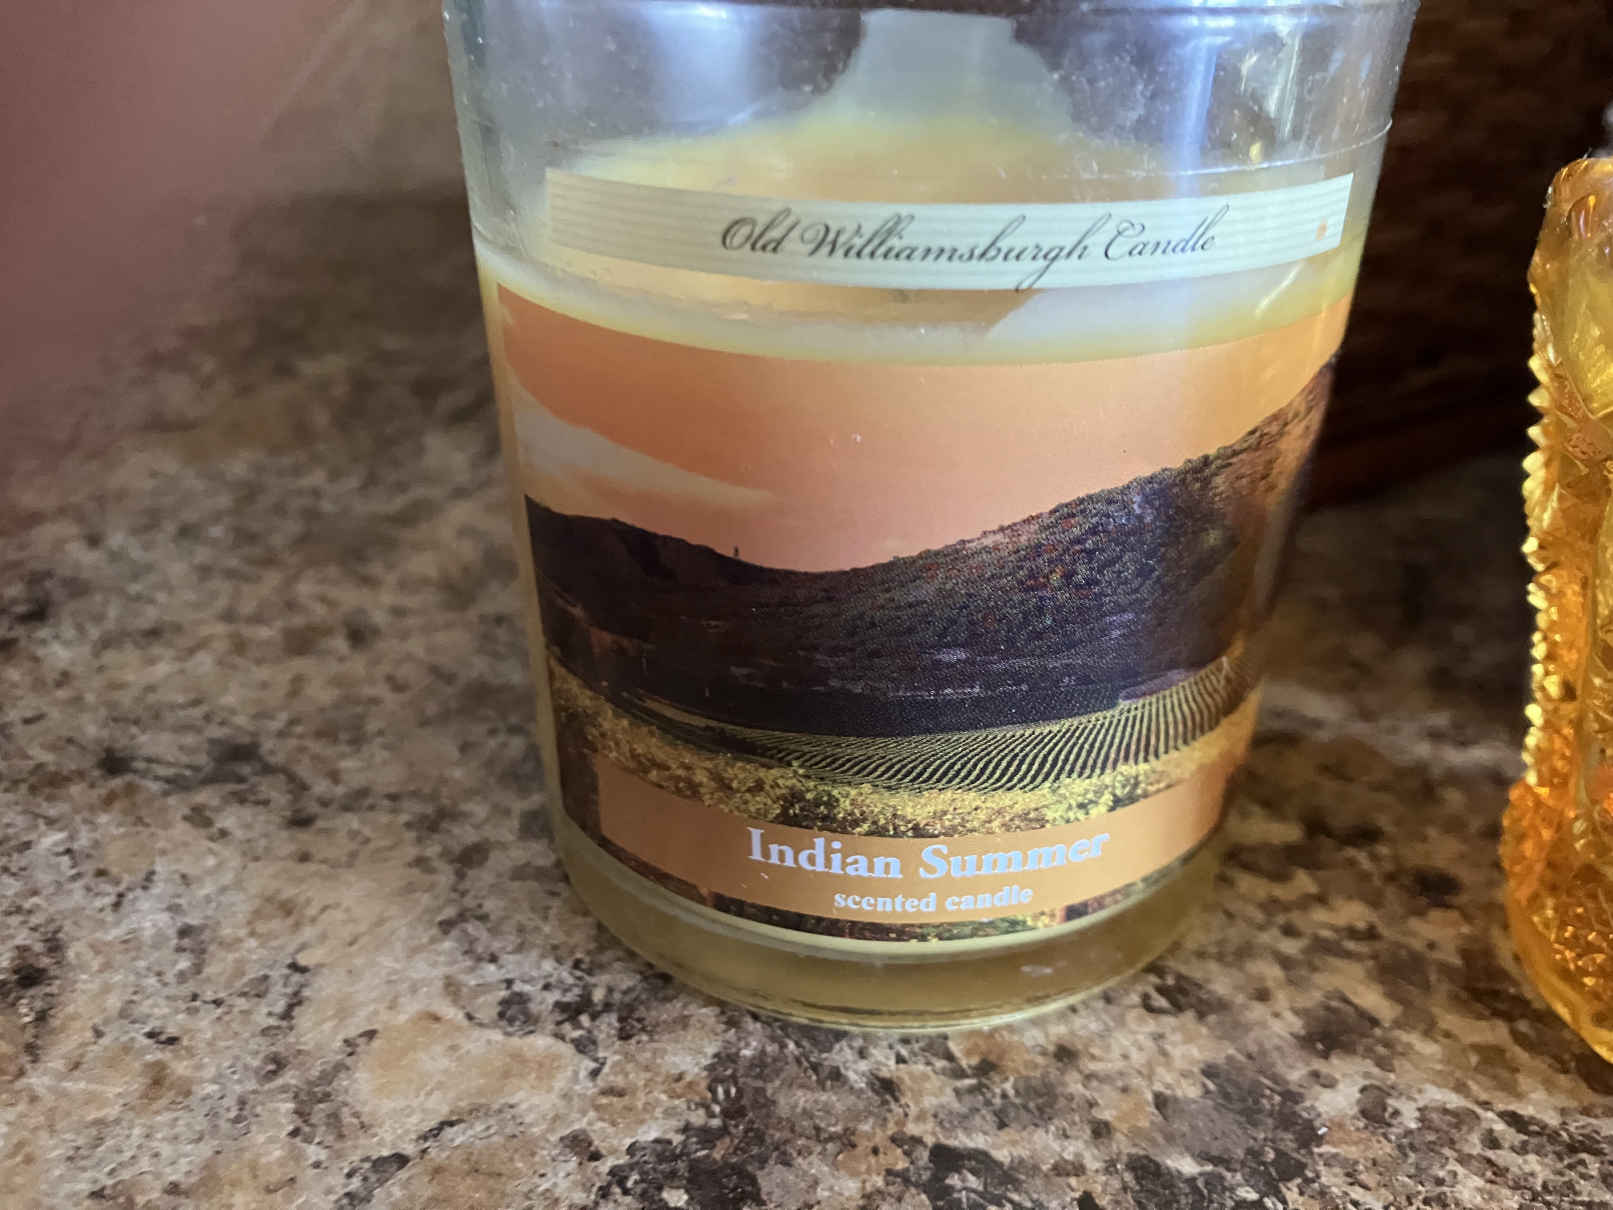 Old Williamsburgh Candle
Indian Summer
scented candle